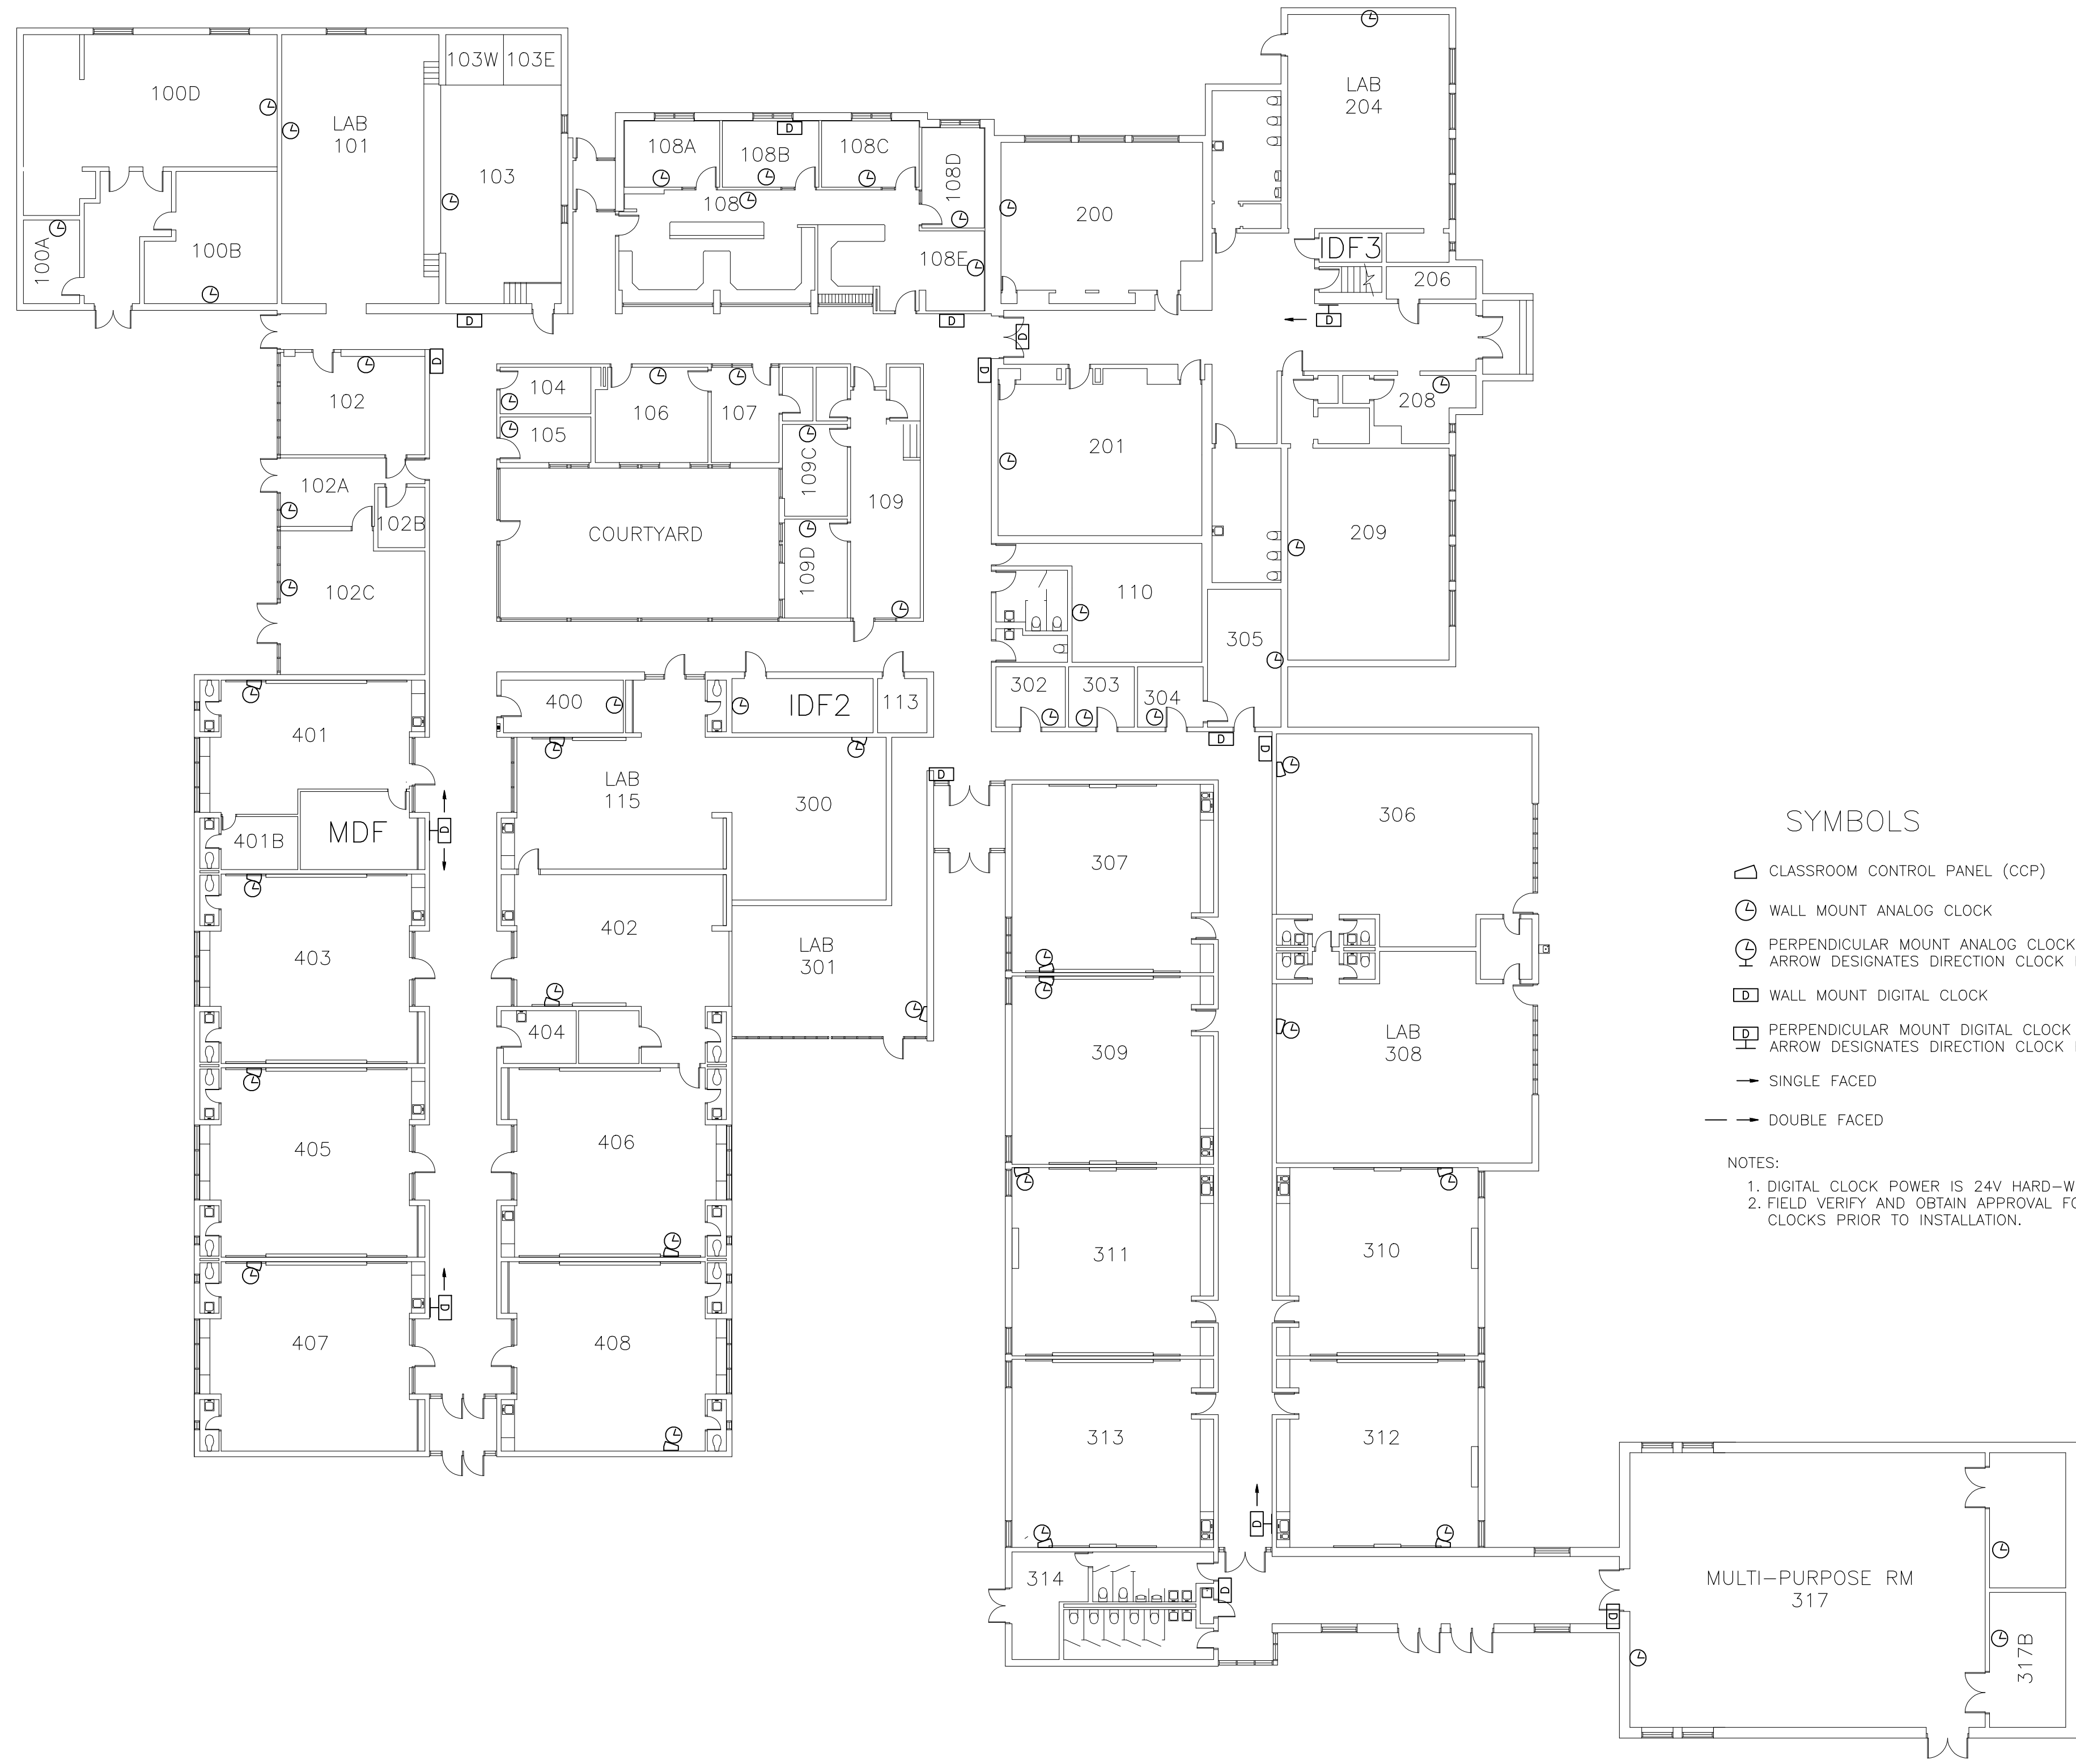 100D
LAB
101
103W
103E
103
100A
100B
108A
108B
D
108C
108D
108
108E
200
LAB
204
IDF3
206
D
D
D
D
D
D
102
104
105
106
107
109C
109
109D
COURTYARD
102A
102B
102C
201
208
209
110
305
302
303
304
D
D
401
401B
MDF
D
400
LAB
115
IDF2
113
300
D
307
306
403
402
LAB
301
404
309
LAB
308
405
406
311
310
407
D
408
313
312
D
314
D
D
MULTI-PURPOSE RM
317
317B
SYMBOLS
CLASSROOM CONTROL PANEL (CCP)
WALL MOUNT ANALOG CLOCK
PERPENDICULAR MOUNT ANALOG CLOCK
ARROW DESIGNATES DIRECTION CLOCK
D WALL MOUNT DIGITAL CLOCK
D PERPENDICULAR MOUNT DIGITAL CLOCK
ARROW DESIGNATES DIRECTION CLOCK
SINGLE FACED
DOUBLE FACED
NOTES:
1. DIGITAL CLOCK POWER IS 24V HARD-W
2. FIELD VERIFY AND OBTAIN APPROVAL FO
CLOCKS PRIOR TO INSTALLATION.